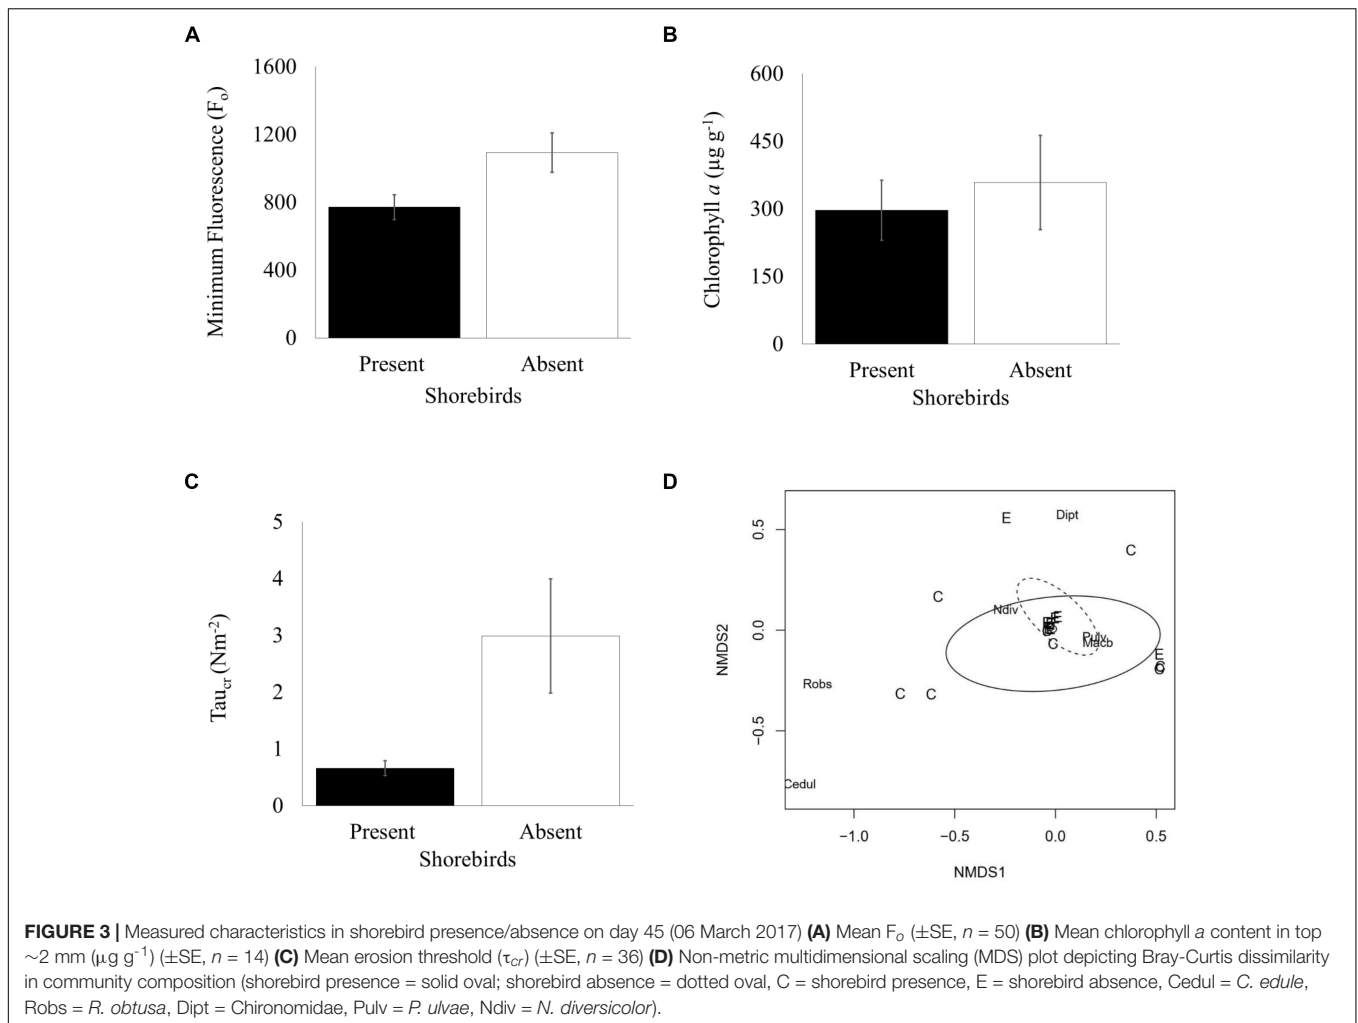 A
1600
1200
800
400
0
Minimum Fluorescence (Fo)
Present Absent
Shorebirds
B
600
450
300
150
0
Chlorophyll a (µg g-1)
Present Absent
Shorebirds
C
5
4
3
2
1
0
Taucr (Nm-2)
Present Absent
Shorebirds
D
E Dipt
C
C
Ndiv
C
Pulv
Macb
E
C
Robs
C C
Cedul
0.5
0.0
−0.5
NMDS2
−1.0 −0.5 0.0 0.5
NMDS1
FIGURE 3 | Measured characteristics in shorebird presence/absence on day 45 (06 March 2017) (A) Mean Fo (±SE, n = 50) (B) Mean chlorophyll a content in top
∼2 mm (µg g-1) (±SE, n = 14) (C) Mean erosion threshold (τcr) (±SE, n = 36) (D) Non-metric multidimensional scaling (MDS) plot depicting Bray-Curtis dissimilarity
in community composition (shorebird presence = solid oval; shorebird absence = dotted oval, C = shorebird presence, E = shorebird absence, Cedul = C. edule,
Robs = R. obtusa, Dipt = Chironomidae, Pulv = P. ulvae, Ndiv = N. diversicolor).